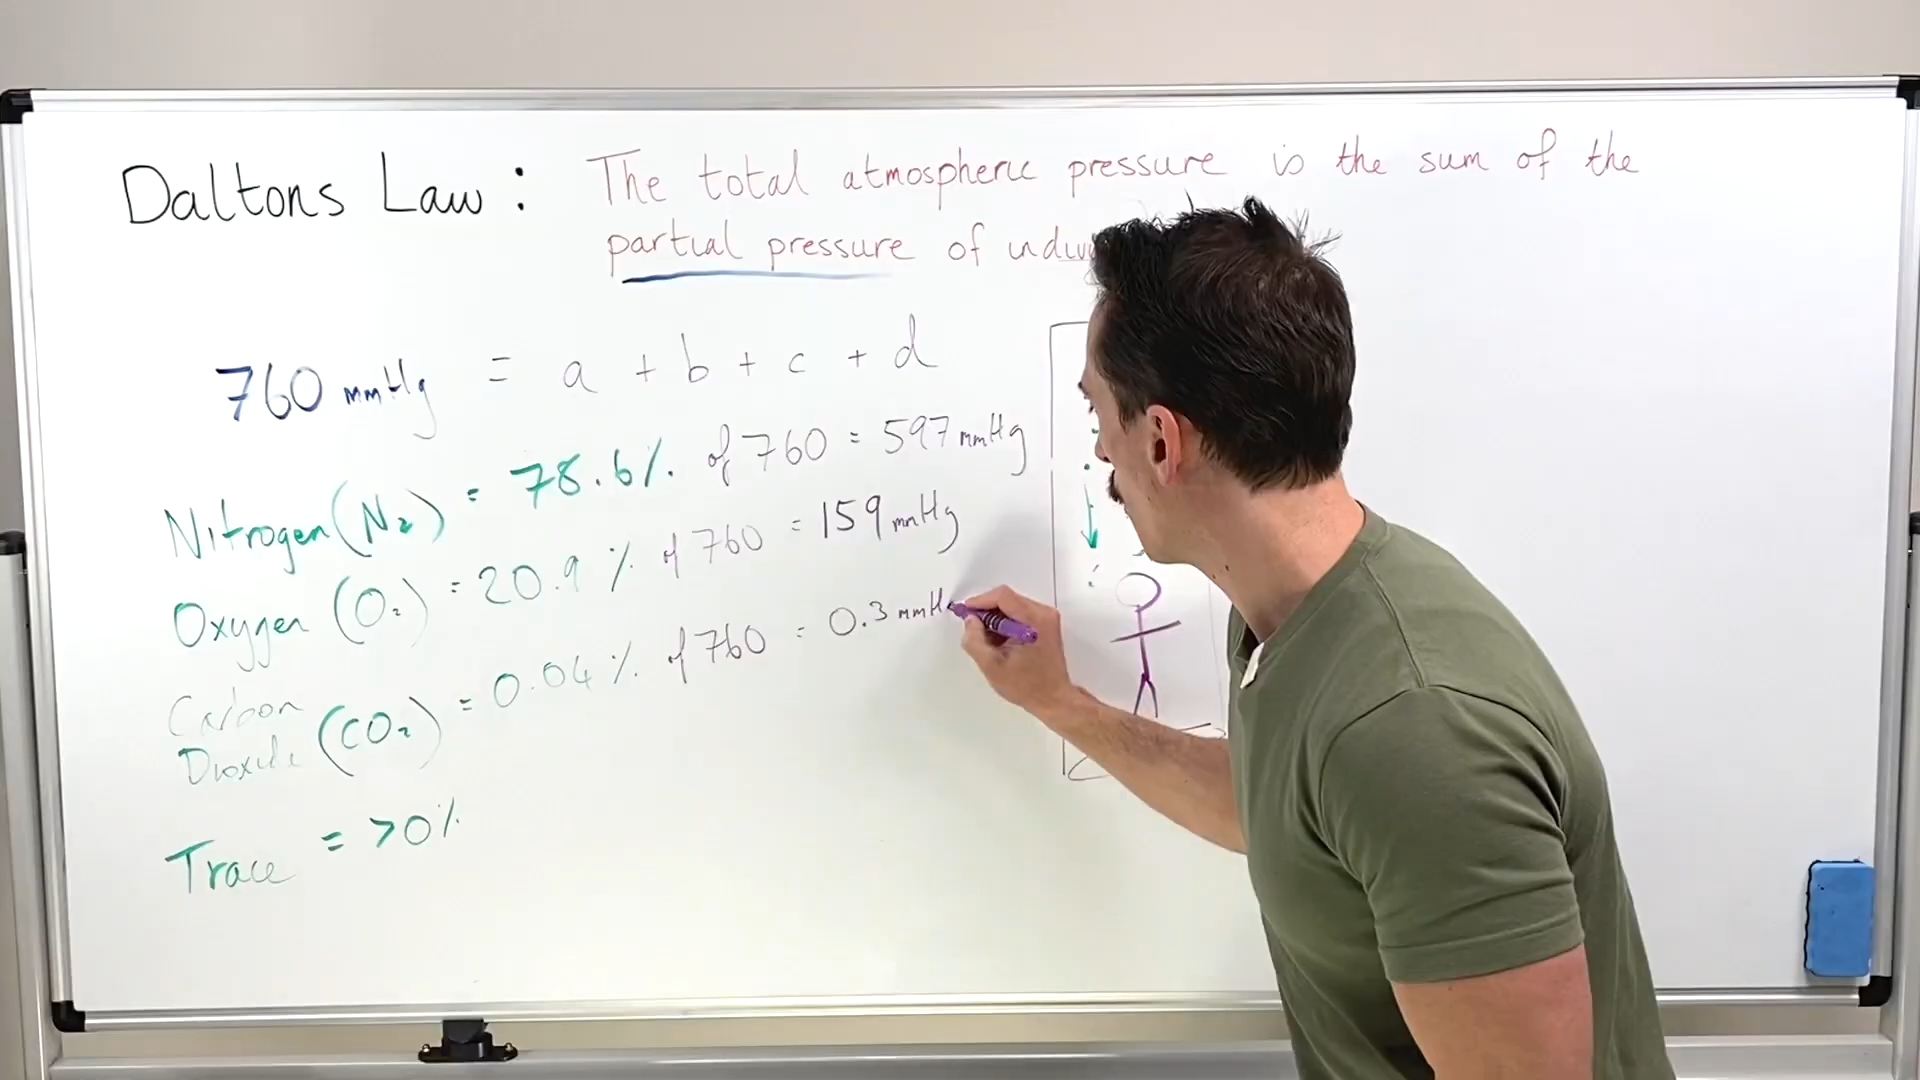 Daltons Law : The total atmospheric pressure is the sum of the
partial pressure of
760 mmHg = a + b + c + d
Nitrogen (N₂) = 78.6% of 760 = 597 mmHg
Oxygen (O₂) = 20.9% of 760 = 159 mmHg
Carbon
Dioxide (CO₂) = 0.04% of 760 = 0.3 mmH
Trace = >0%